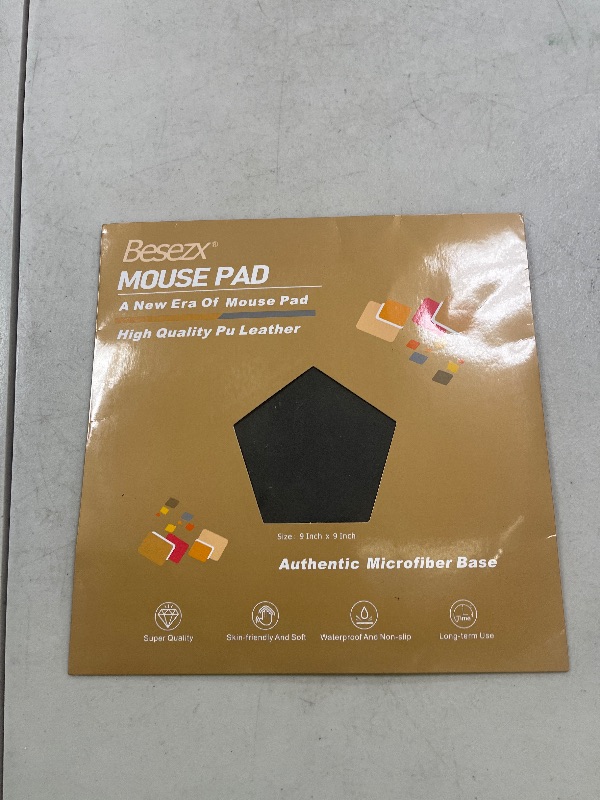 Besezx®
MOUSE PAD
A New Era Of Mouse Pad
High Quality Pu Leather
Size: 9 Inch x 9 Inch
Authentic Microfiber Base
Super Quality
Skin-friendly And Soft
Waterproof And Non-slip
Time
Long-term Use